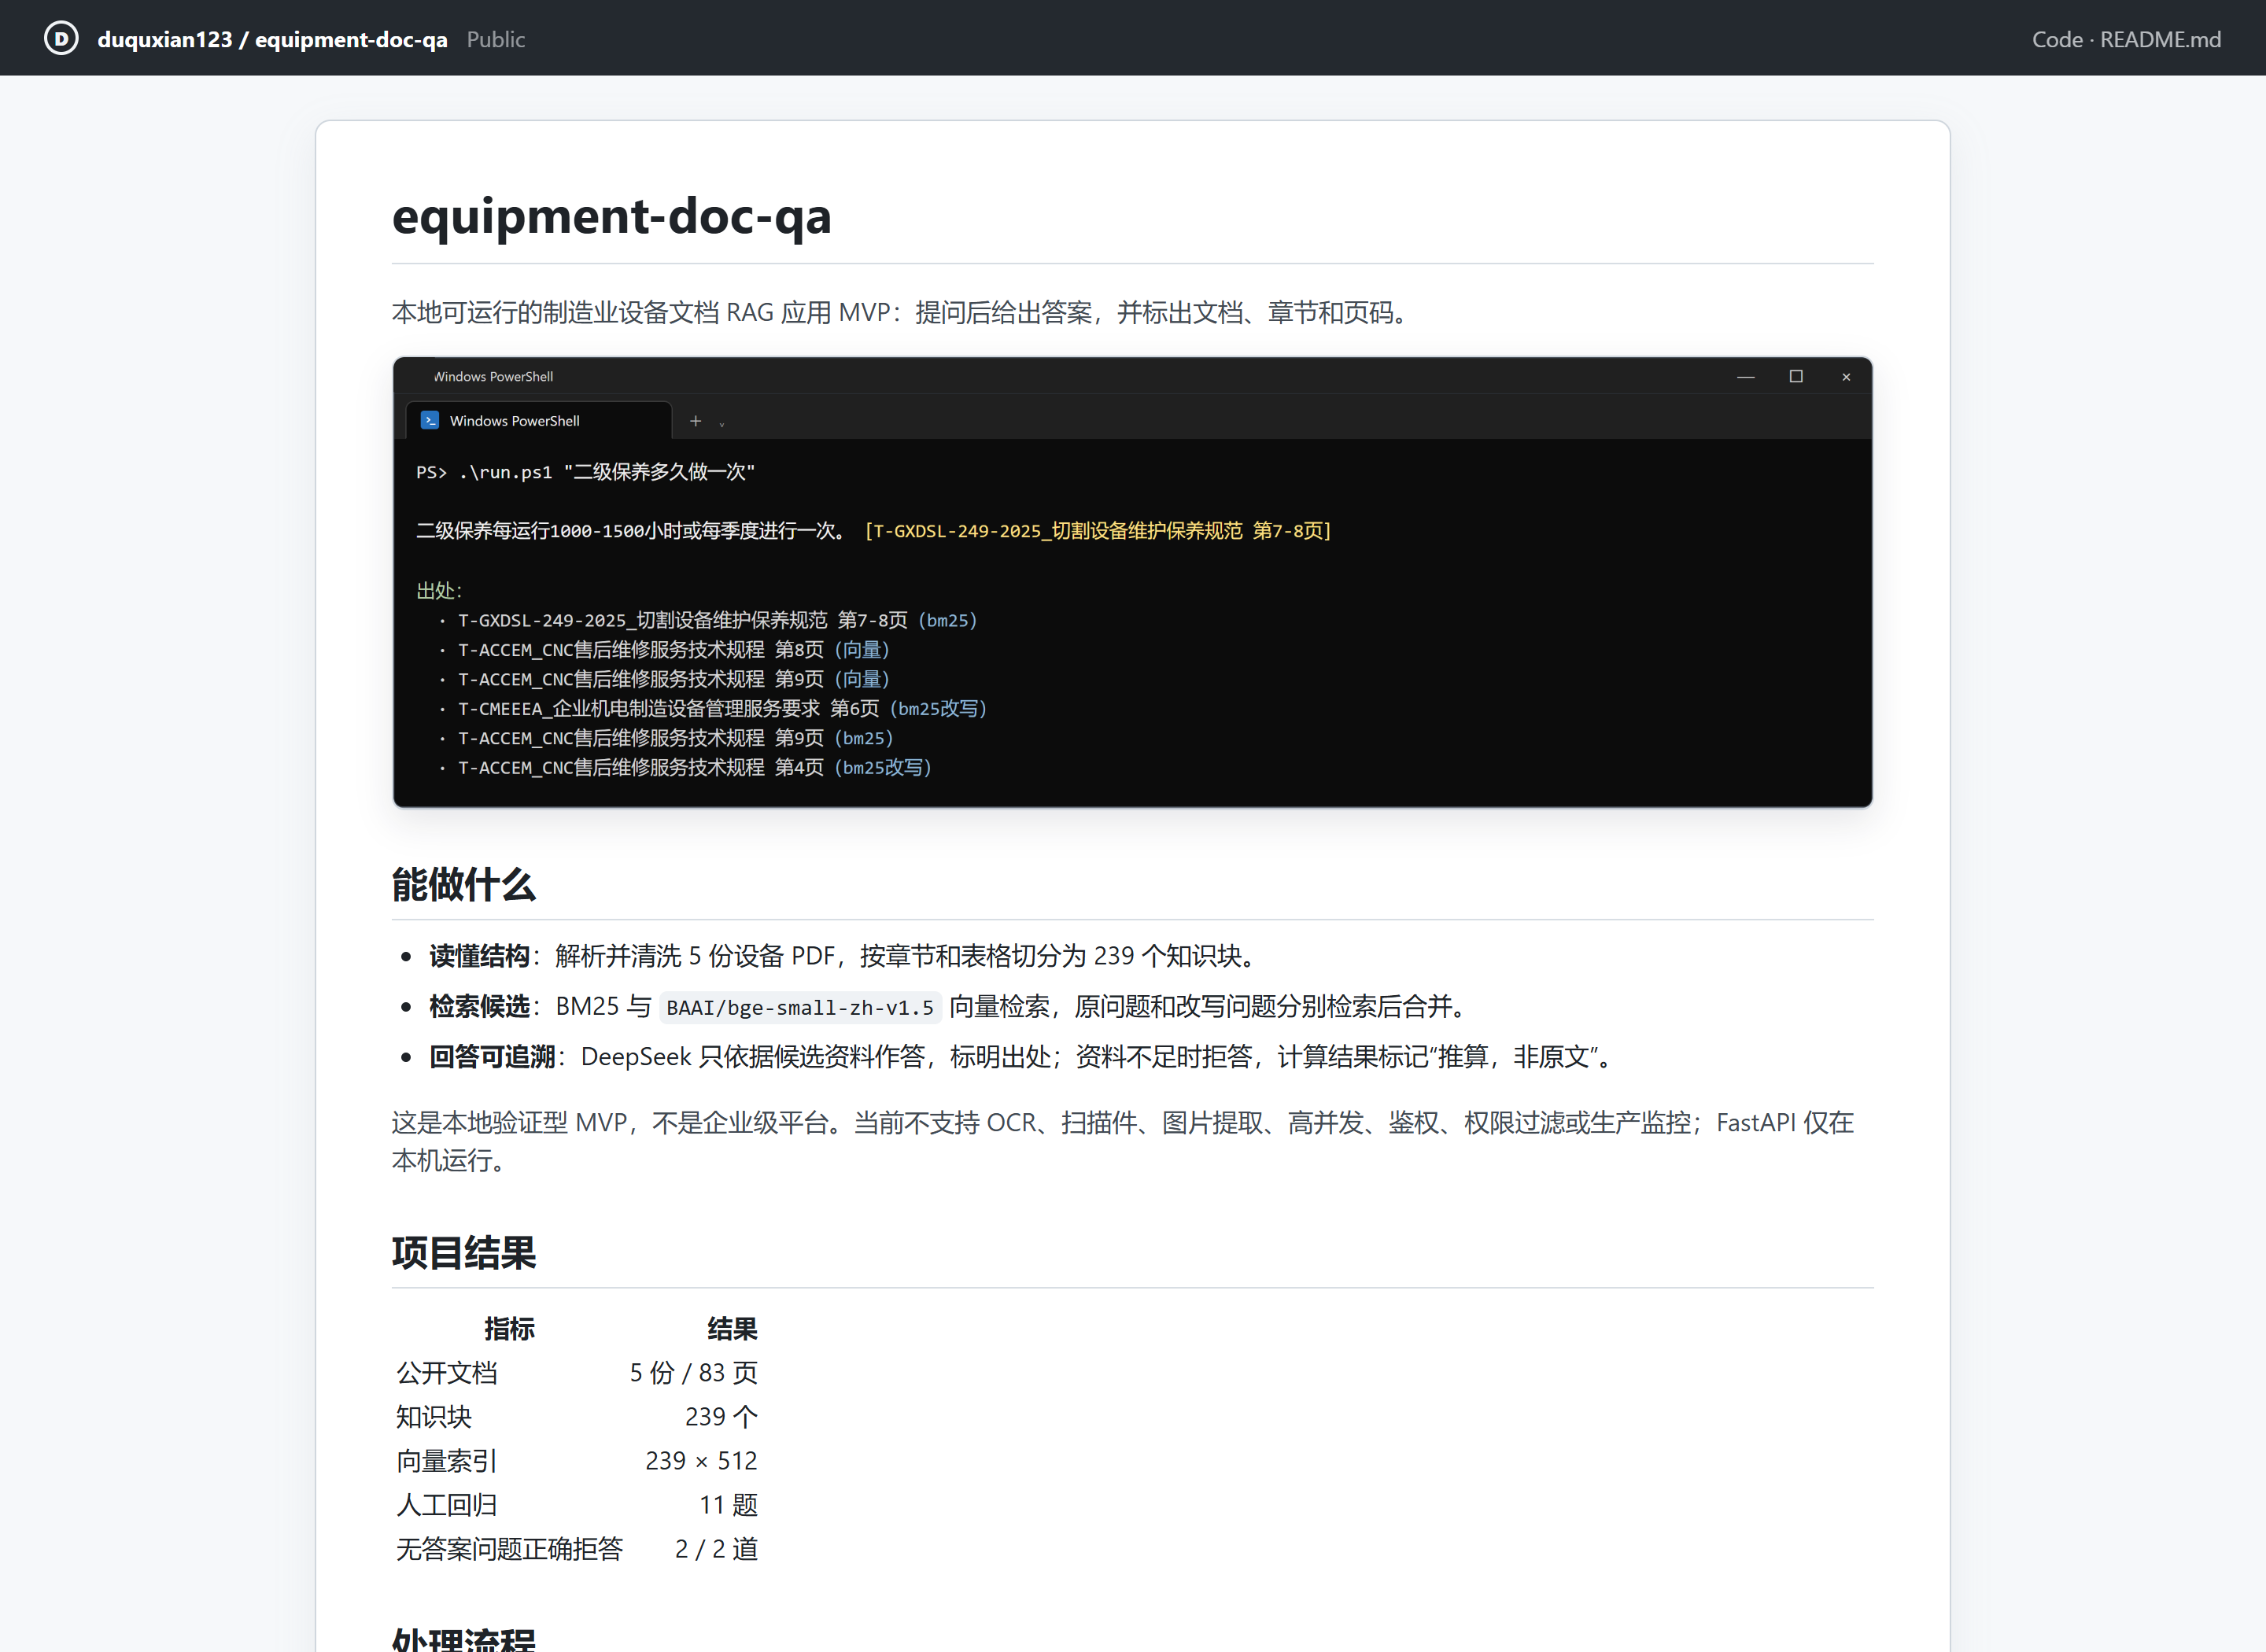 D duquxian123 / equipment-doc-qa Public Code · README.md
equipment-doc-qa
本地可运行的制造业设备文档 RAG 应用 MVP：提问后给出答案，并标出文档、章节和页码。
Windows PowerShell
Windows PowerShell
PS> .\run.ps1 "二级保养多久做一次"
二级保养每运行1000-1500小时或每季度进行一次。 [T-GXDSL-249-2025_切割设备维护保养规范 第7-8页]
出处：
· T-GXDSL-249-2025_切割设备维护保养规范 第7-8页 (bm25)
· T-ACCEM_CNC售后维修服务技术规程 第8页 (向量)
· T-ACCEM_CNC售后维修服务技术规程 第9页 (向量)
· T-CMEEEA_企业机电制造设备管理服务要求 第6页 (bm25改写)
· T-ACCEM_CNC售后维修服务技术规程 第9页 (bm25)
· T-ACCEM_CNC售后维修服务技术规程 第4页 (bm25改写)
能做什么
• 读懂结构：解析并清洗 5 份设备 PDF，按章节和表格切分为 239 个知识块。
• 检索候选：BM25 与 BAAI/bge-small-zh-v1.5 向量检索，原问题和改写问题分别检索后合并。
• 回答可追溯：DeepSeek 只依据候选资料作答，标明出处；资料不足时拒答，计算结果标记“推算，非原文”。
这是本地验证型 MVP，不是企业级平台。当前不支持 OCR、扫描件、图片提取、高并发、鉴权、权限过滤或生产监控；FastAPI 仅在
本机运行。
项目结果
指标 结果
公开文档 5 份 / 83 页
知识块 239 个
向量索引 239 × 512
人工回归 11 题
无答案问题正确拒答 2 / 2 道
处理流程